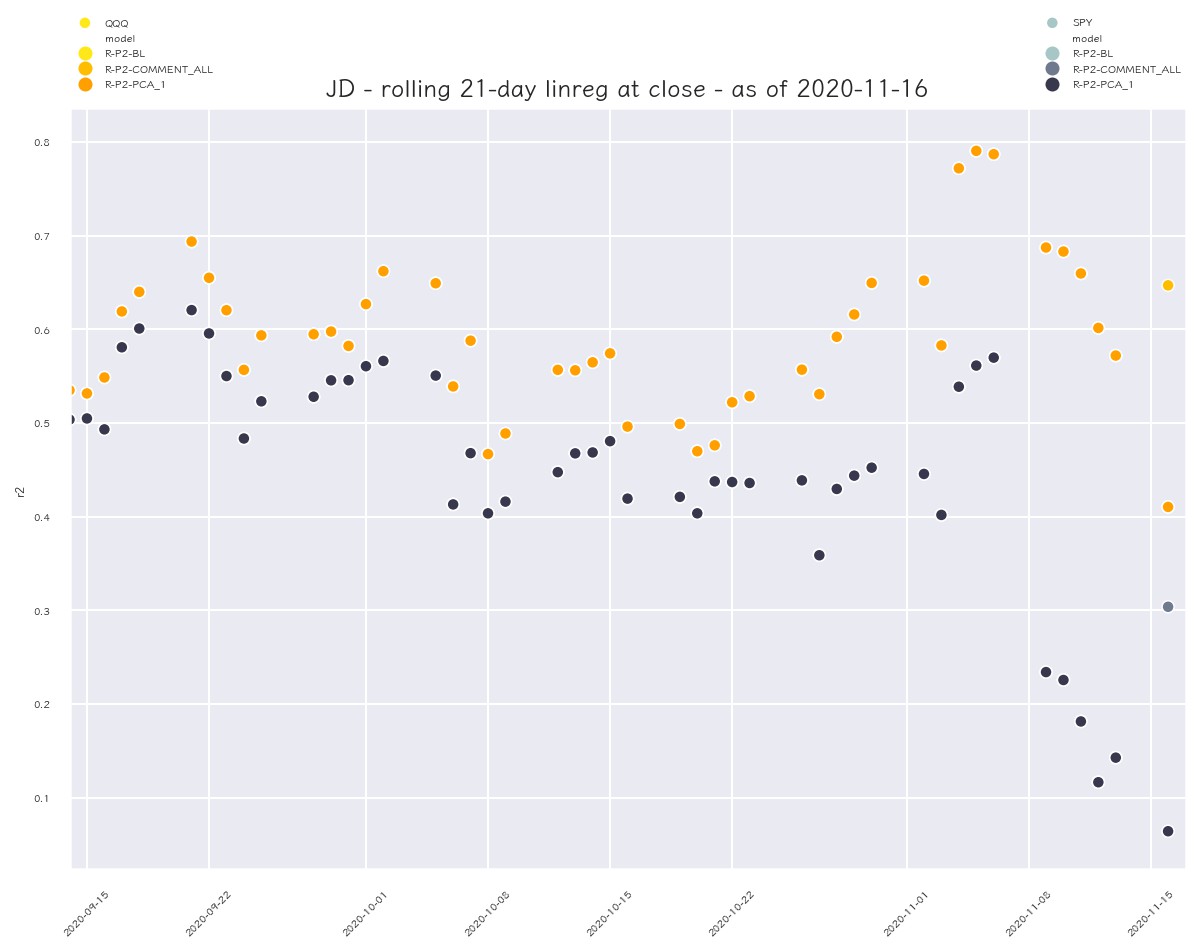 QQQ
model
R-P2-BL
R-P2-COMMENT_ALL
R-P2-PCA_1
SPY
model
R-P2-BL
R-P2-COMMENT_ALL
R-P2-PCA_1
JD - rolling 21-day linreg at close - as of 2020-11-16
0.8
0.7
0.6
0.5
r2
0.4
0.3
0.2
0.1
2020-09-15
2020-09-22
2020-10-01
2020-10-08
2020-10-15
2020-10-22
2020-11-01
2020-11-08
2020-11-15